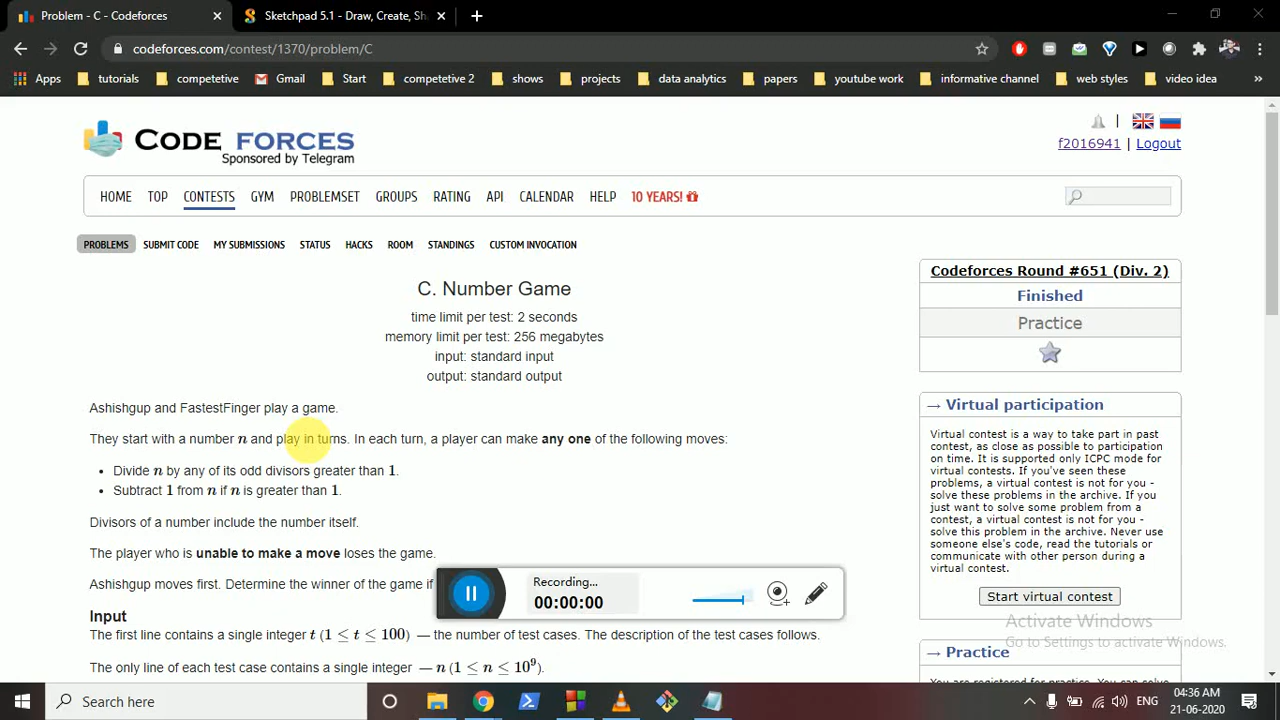 Problem - C - Codeforces
Sketchpad 5.1 - Draw, Create, Sha
codeforces.com/contest/1370/problem/C
Apps tutorials competetive Gmail Start competetive 2 shows projects data analytics papers youtube work informative channel web styles video idea
CODE FORCES
Sponsored by Telegram
f2016941 | Logout
HOME TOP CONTESTS GYM PROBLEMSET GROUPS RATING API CALENDAR HELP 10 YEARS!
PROBLEMS SUBMIT CODE MY SUBMISSIONS STATUS HACKS ROOM STANDINGS CUSTOM INVOCATION
C. Number Game
time limit per test: 2 seconds
memory limit per test: 256 megabytes
input: standard input
output: standard output
Ashishgup and FastestFinger play a game.
They start with a number n and play in turns. In each turn, a player can make any one of the following moves:
• Divide n by any of its odd divisors greater than 1.
• Subtract 1 from n if n is greater than 1.
Divisors of a number include the number itself.
The player who is unable to make a move loses the game.
Ashishgup moves first. Determine the winner of the game if
Input
The first line contains a single integer t (1 ≤ t ≤ 100) — the number of test cases. The description of the test cases follows.
The only line of each test case contains a single integer — n (1 ≤ n ≤ 10⁹).
Recording...
00:00:00
Codeforces Round #651 (Div. 2)
Finished
Practice
→ Virtual participation
Virtual contest is a way to take part in past
contest, as close as possible to participation
on time. It is supported only ICPC mode for
virtual contests. If you've seen these
problems, a virtual contest is not for you -
solve these problems in the archive. If you
just want to solve some problem from a
contest, a virtual contest is not for you -
solve this problem in the archive. Never use
someone else's code, read the tutorials or
communicate with other person during a
virtual contest.
Start virtual contest
Activate Windows
Go to Settings to activate Windows.
→ Practice
You are registered for practice. You can solve
Search here
ENG
04:36 AM
21-06-2020